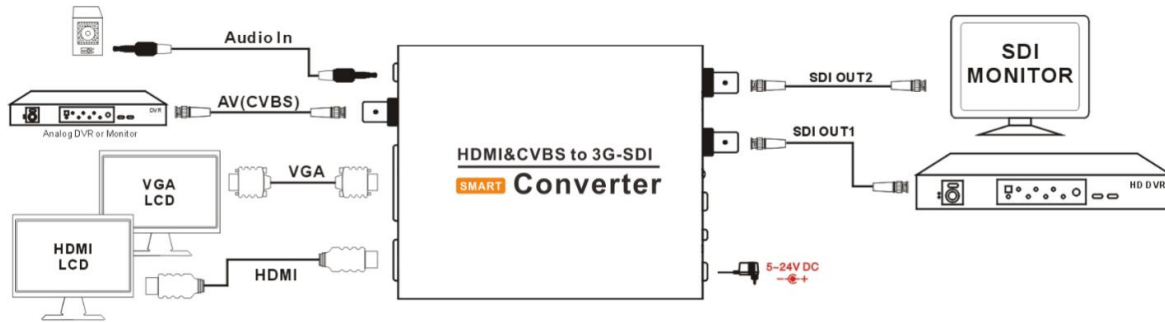 Audio In
AV(CVBS)
DVR
Analog DVR or Monitor
VGA
VGA
LCD
HDMI
LCD
HDMI
HDMI&CVBS to 3G-SDI
SMART Converter
SDI OUT2
SDI
MONITOR
SDI OUT1
HD DVR
5~24V DC